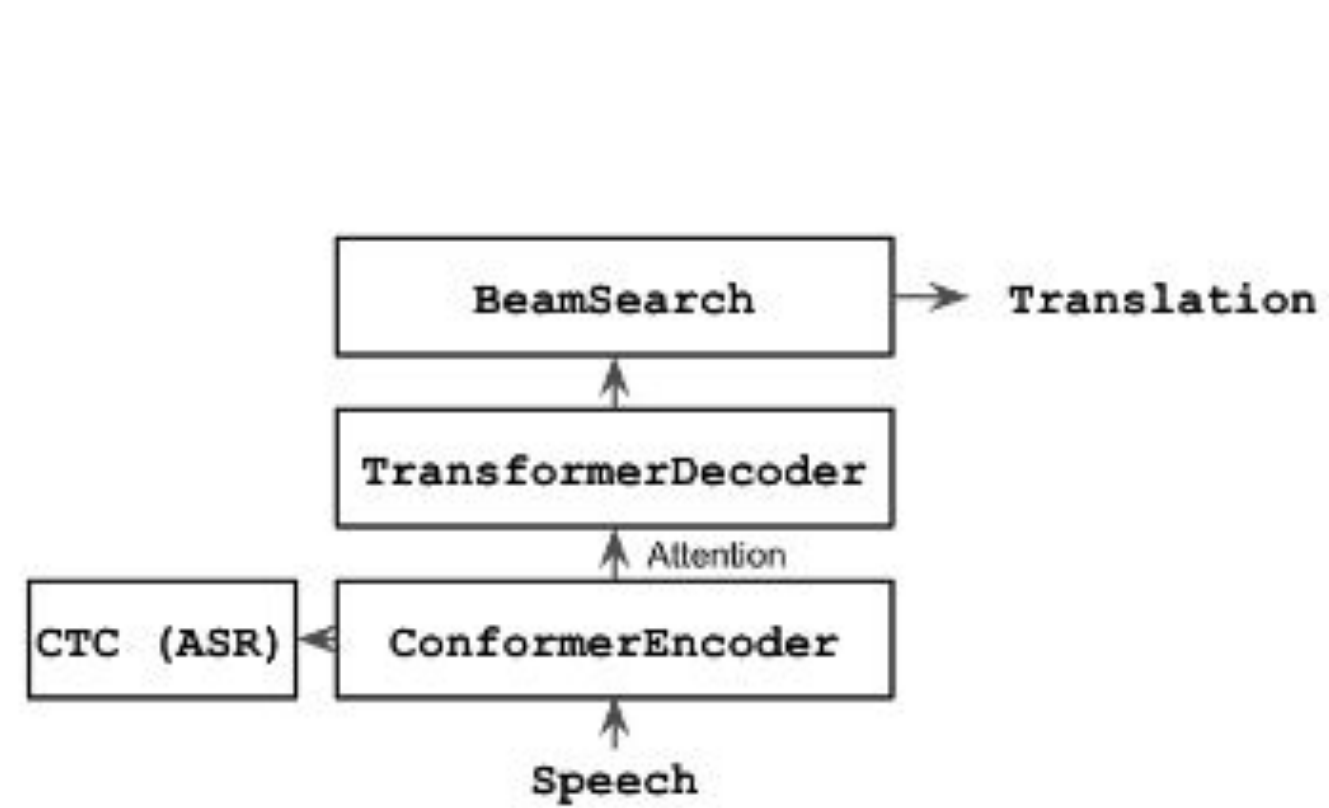 BeamSearch
Translation
TransformerDecoder
Attention
CTC (ASR)
ConformerEncoder
Speech